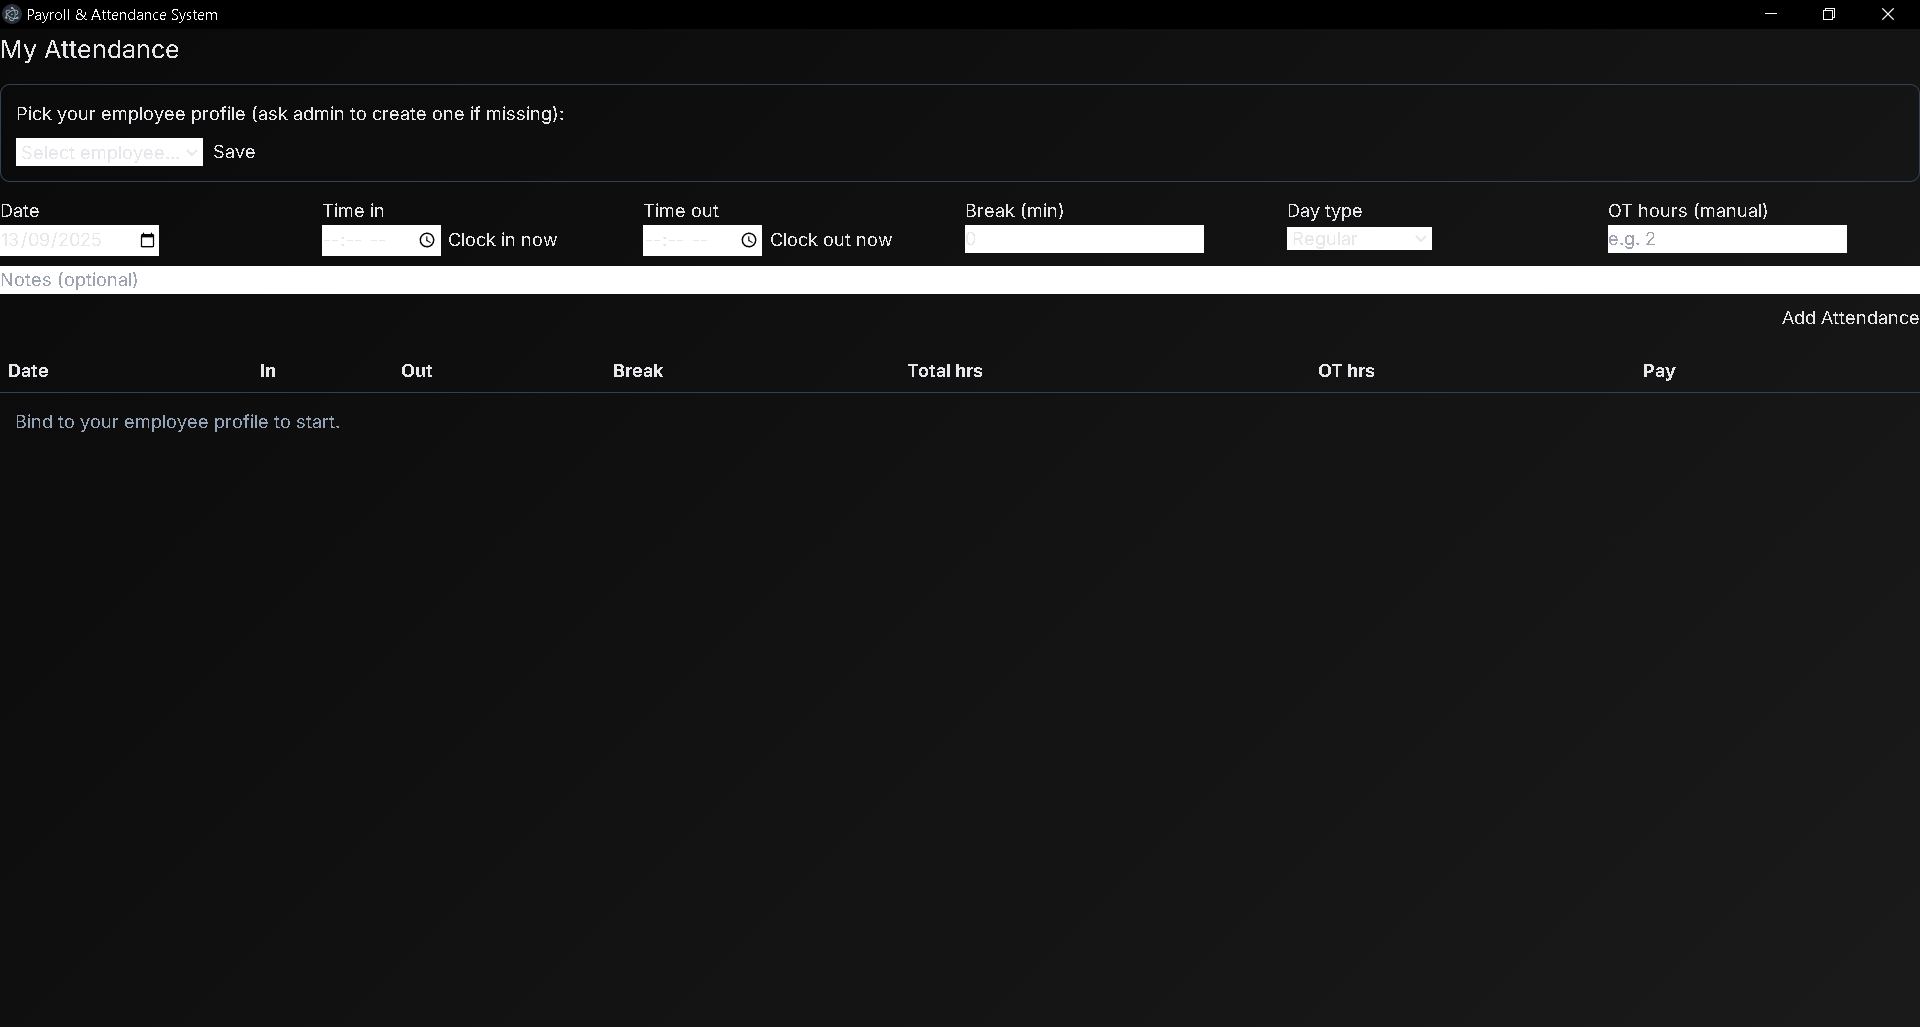 Payroll & Attendance System
My Attendance
Pick your employee profile (ask admin to create one if missing):
Select employee... Save
Date Time in Time out Break (min) Day type OT hours (manual)
13/09/2025 --:-- -- Clock in now --:-- -- Clock out now 0 Regular e.g. 2
Notes (optional)
Add Attendance
Date In Out Break Total hrs OT hrs Pay
Bind to your employee profile to start.